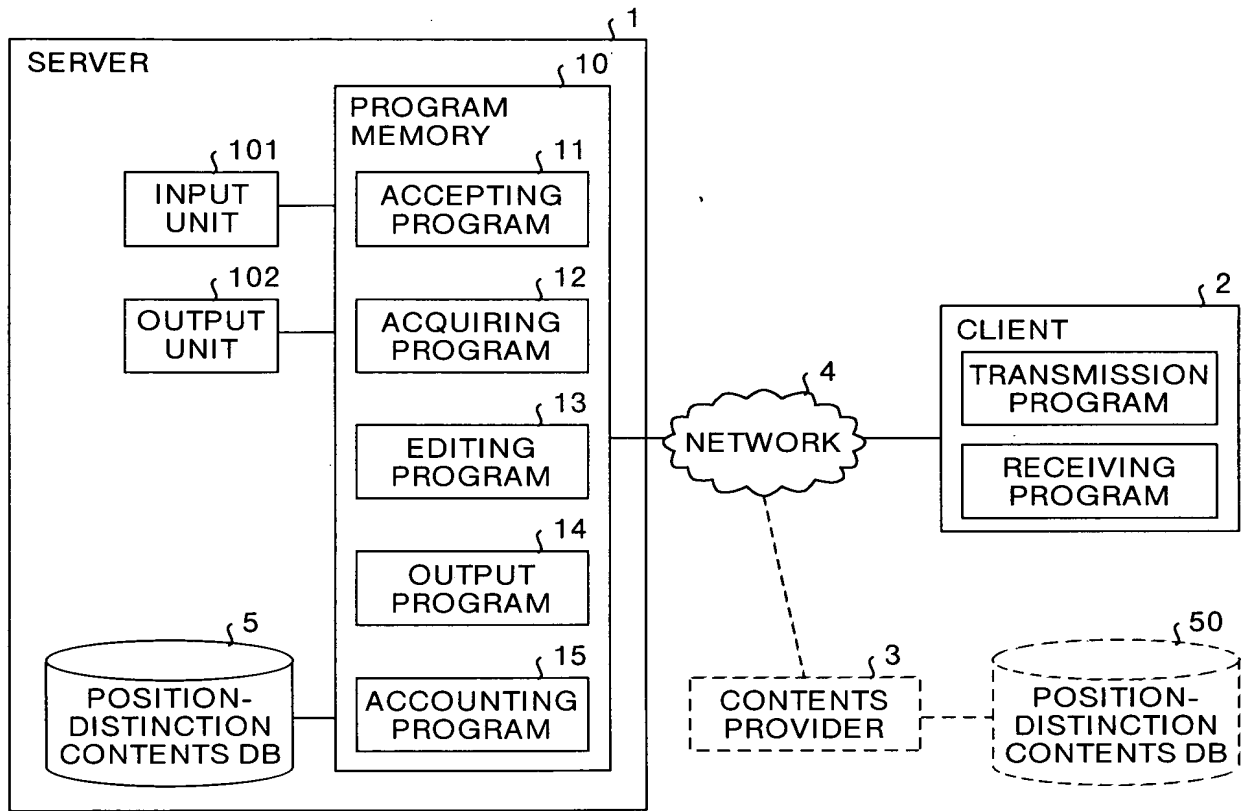 1
SERVER
10
PROGRAM
MEMORY
101
INPUT
UNIT
11
ACCEPTING
PROGRAM
102
OUTPUT
UNIT
12
ACQUIRING
PROGRAM
13
EDITING
PROGRAM
14
OUTPUT
PROGRAM
5
POSITION-
DISTINCTION
CONTENTS DB
15
ACCOUNTING
PROGRAM
4
NETWORK
2
CLIENT
TRANSMISSION
PROGRAM
RECEIVING
PROGRAM
3
CONTENTS
PROVIDER
50
POSITION-
DISTINCTION
CONTENTS DB